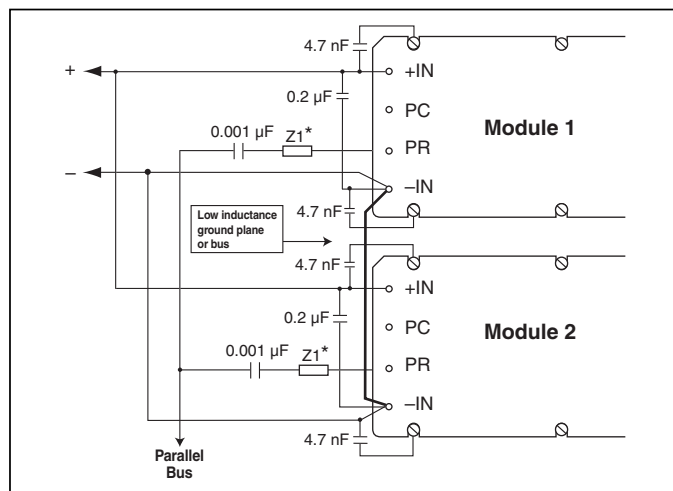 4.7 nF
+
+IN
0.2 µF
PC
Module 1
0.001 µF
Z1*
PR
–
–IN
4.7 nF
Low inductance
ground plane
or bus
4.7 nF
+IN
0.2 µF
PC
Module 2
0.001 µF
Z1*
PR
–IN
4.7 nF
Parallel
Bus